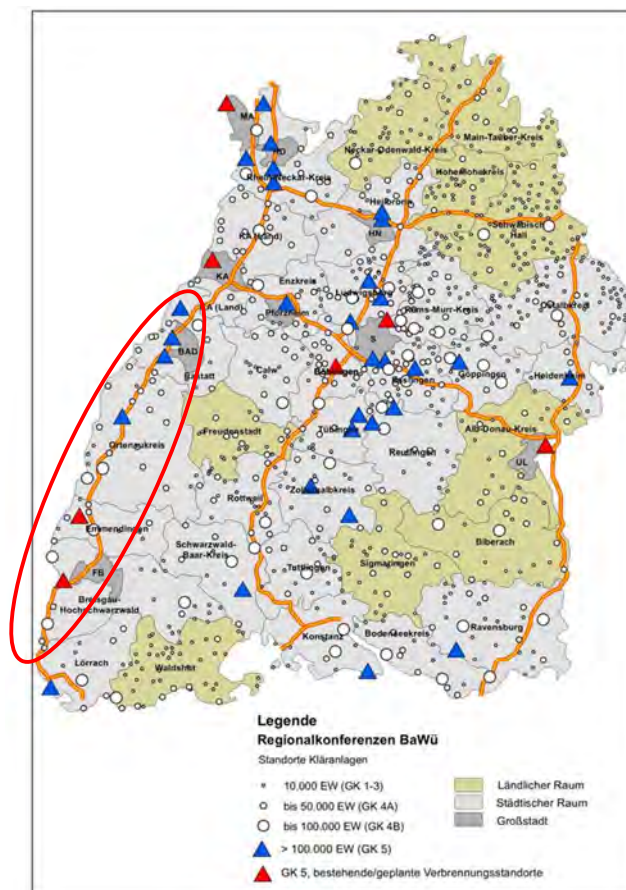 MA
HD
Rhein-Neckar-Kreis
Neckar-Odenwald-Kreis
Main-Tauber-Kreis
Hohenlohekreis
Heilbronn
HN
Schwäbisch
Hall
KA (Land)
KA
Enzkreis
Pforzheim
Ludwigsburg
Rems-Murr-Kreis
Ostalbkreis
KA (Land)
BAD
Rastatt
Calw
S
Böblingen
Esslingen
Göppingen
Heidenheim
Freudenstadt
Tübingen
Reutlingen
Alb-Donau-Kreis
UL
Ortenaukreis
Rottweil
Zollernalbkreis
Emmendingen
Schwarzwald-
Baar-Kreis
Tuttlingen
Sigmaringen
Biberach
FB
Breisgau-
Hochschwarzwald
Konstanz
Bodenseekreis
Ravensburg
Lörrach
Waldshut
Legende
Regionalkonferenzen BaWü
Standorte Kläranlagen
10.000 EW (GK 1-3)
bis 50.000 EW (GK 4A)
bis 100.000 EW (GK 4B)
> 100.000 EW (GK 5)
GK 5, bestehende/geplante Verbrennungsstandorte
Ländlicher Raum
Städtischer Raum
Großstadt